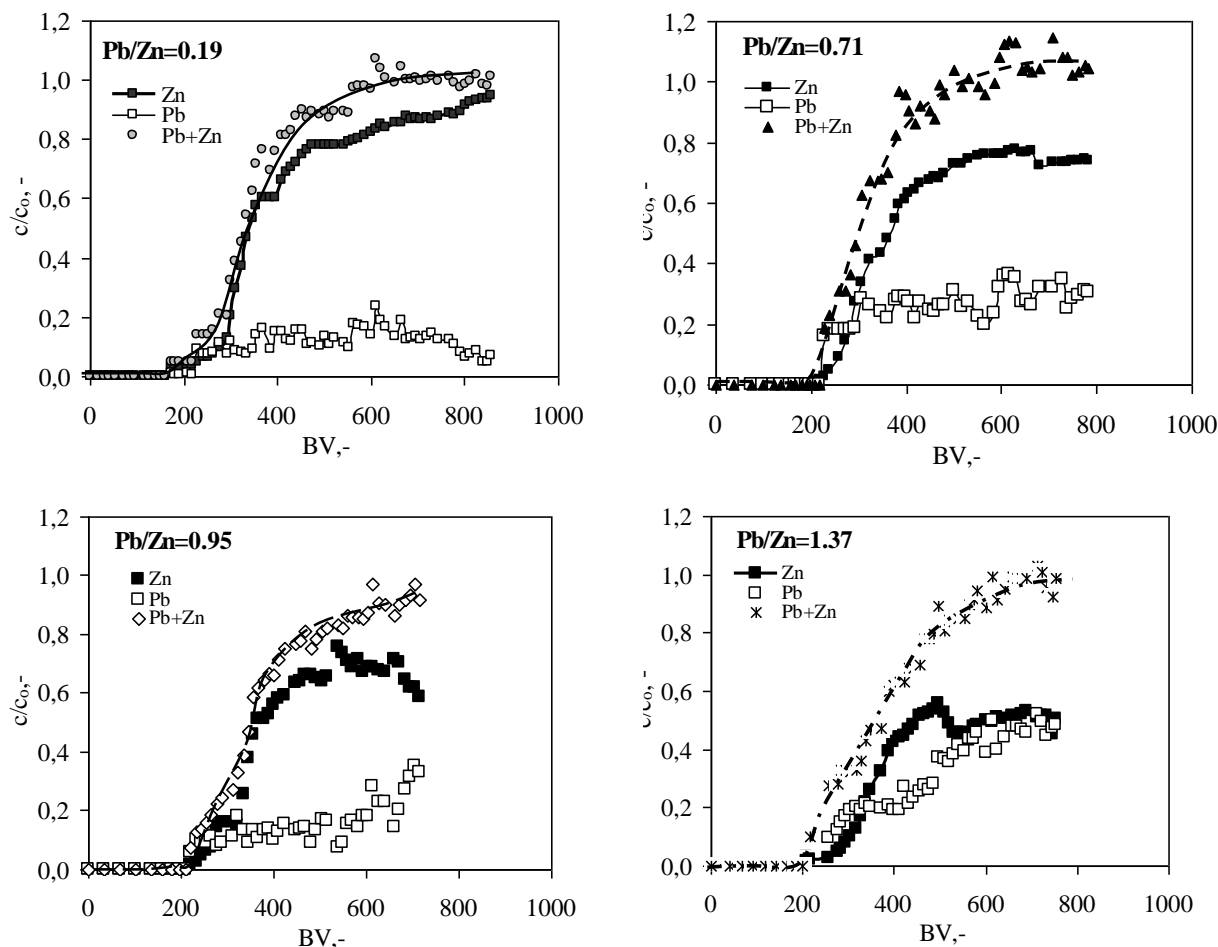 Pb/Zn=0.19
Zn
Pb
Pb+Zn
1,2
1,0
0,8
0,6
0,4
0,2
0,0
c/co, -
0 200 400 600 800 1000
BV,-
Pb/Zn=0.71
Zn
Pb
Pb+Zn
1,2
1,0
0,8
0,6
0,4
0,2
0,0
c/co, -
0 200 400 600 800 1000
BV,-
Pb/Zn=0.95
Zn
Pb
Pb+Zn
1,2
1,0
0,8
0,6
0,4
0,2
0,0
c/co, -
0 200 400 600 800 1000
BV,-
Pb/Zn=1.37
Zn
Pb
Pb+Zn
1,2
1,0
0,8
0,6
0,4
0,2
0,0
c/co, -
0 200 400 600 800 1000
BV,-